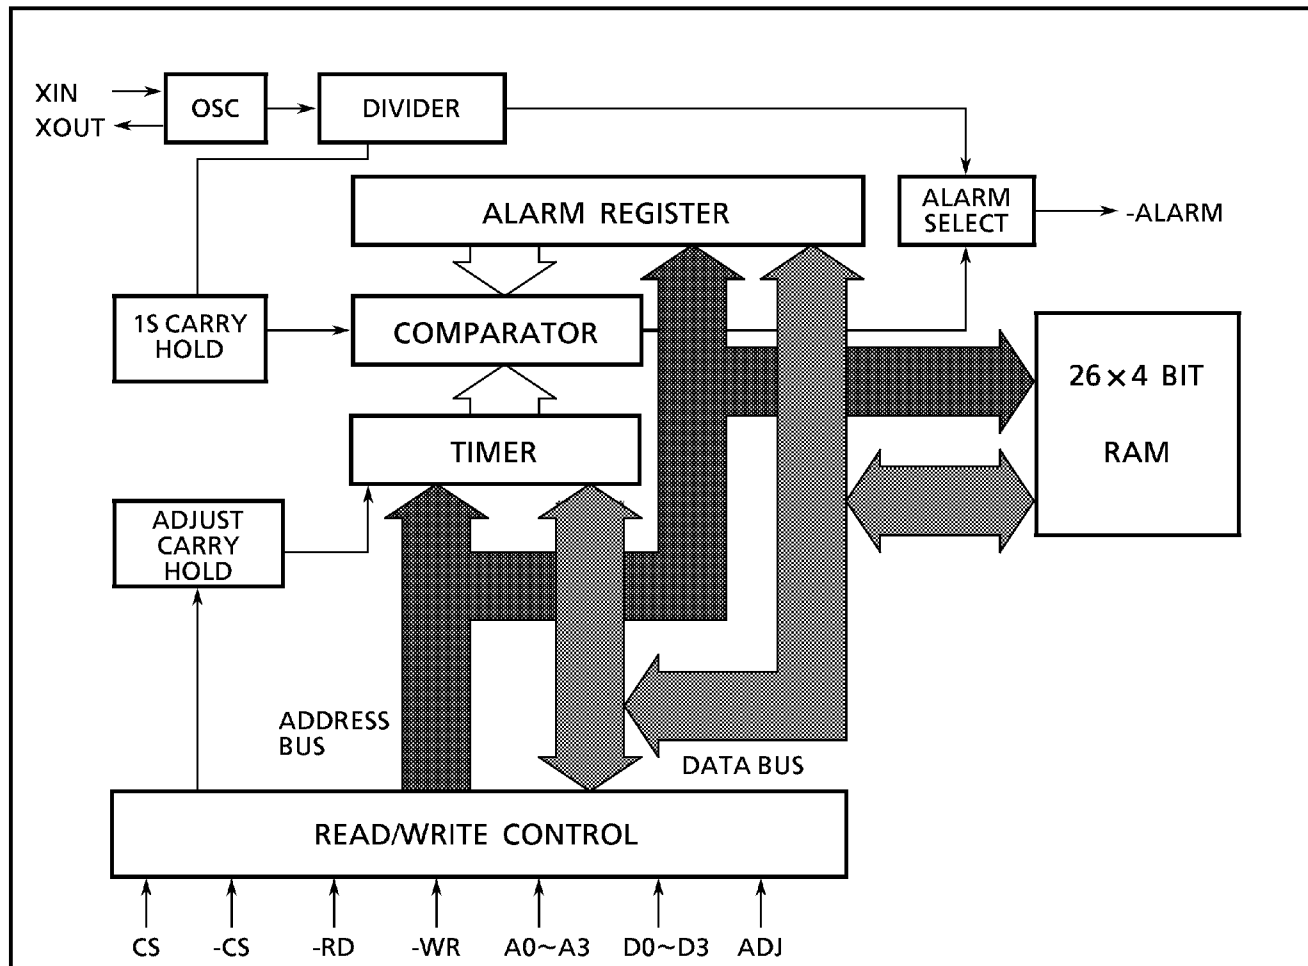 XIN
XOUT
OSC
DIVIDER
ALARM REGISTER
ALARM
SELECT
-ALARM
1S CARRY
HOLD
COMPARATOR
26×4 BIT
RAM
TIMER
ADJUST
CARRY
HOLD
ADDRESS
BUS
DATA BUS
READ/WRITE CONTROL
CS
-CS
-RD
-WR
A0~A3
D0~D3
ADJ